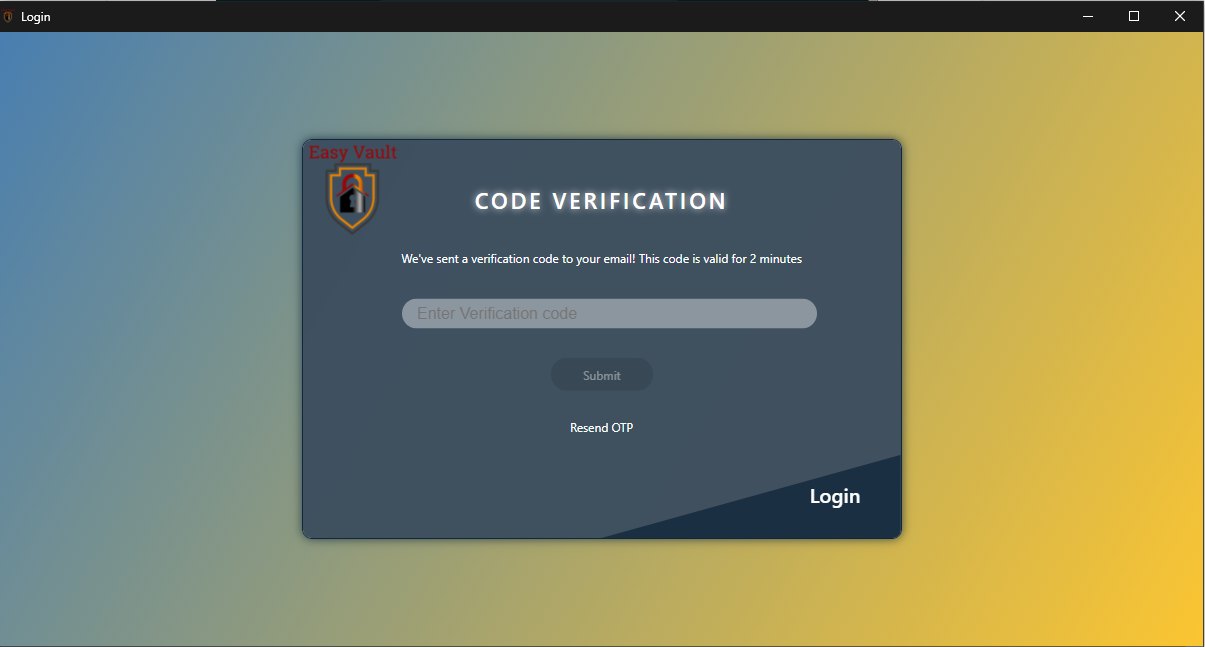 Login
Easy Vault
CODE VERIFICATION
We've sent a verification code to your email! This code is valid for 2 minutes
Enter Verification code
Submit
Resend OTP
Login